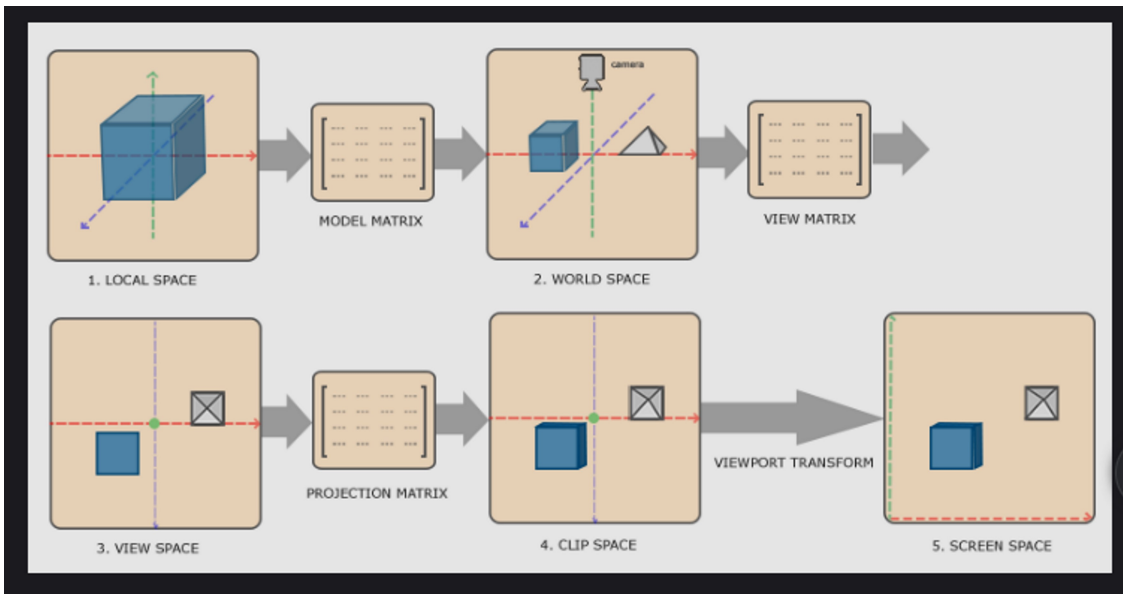 camera
MODEL MATRIX
VIEW MATRIX
1. LOCAL SPACE
2. WORLD SPACE
PROJECTION MATRIX
VIEWPORT TRANSFORM
3. VIEW SPACE
4. CLIP SPACE
5. SCREEN SPACE